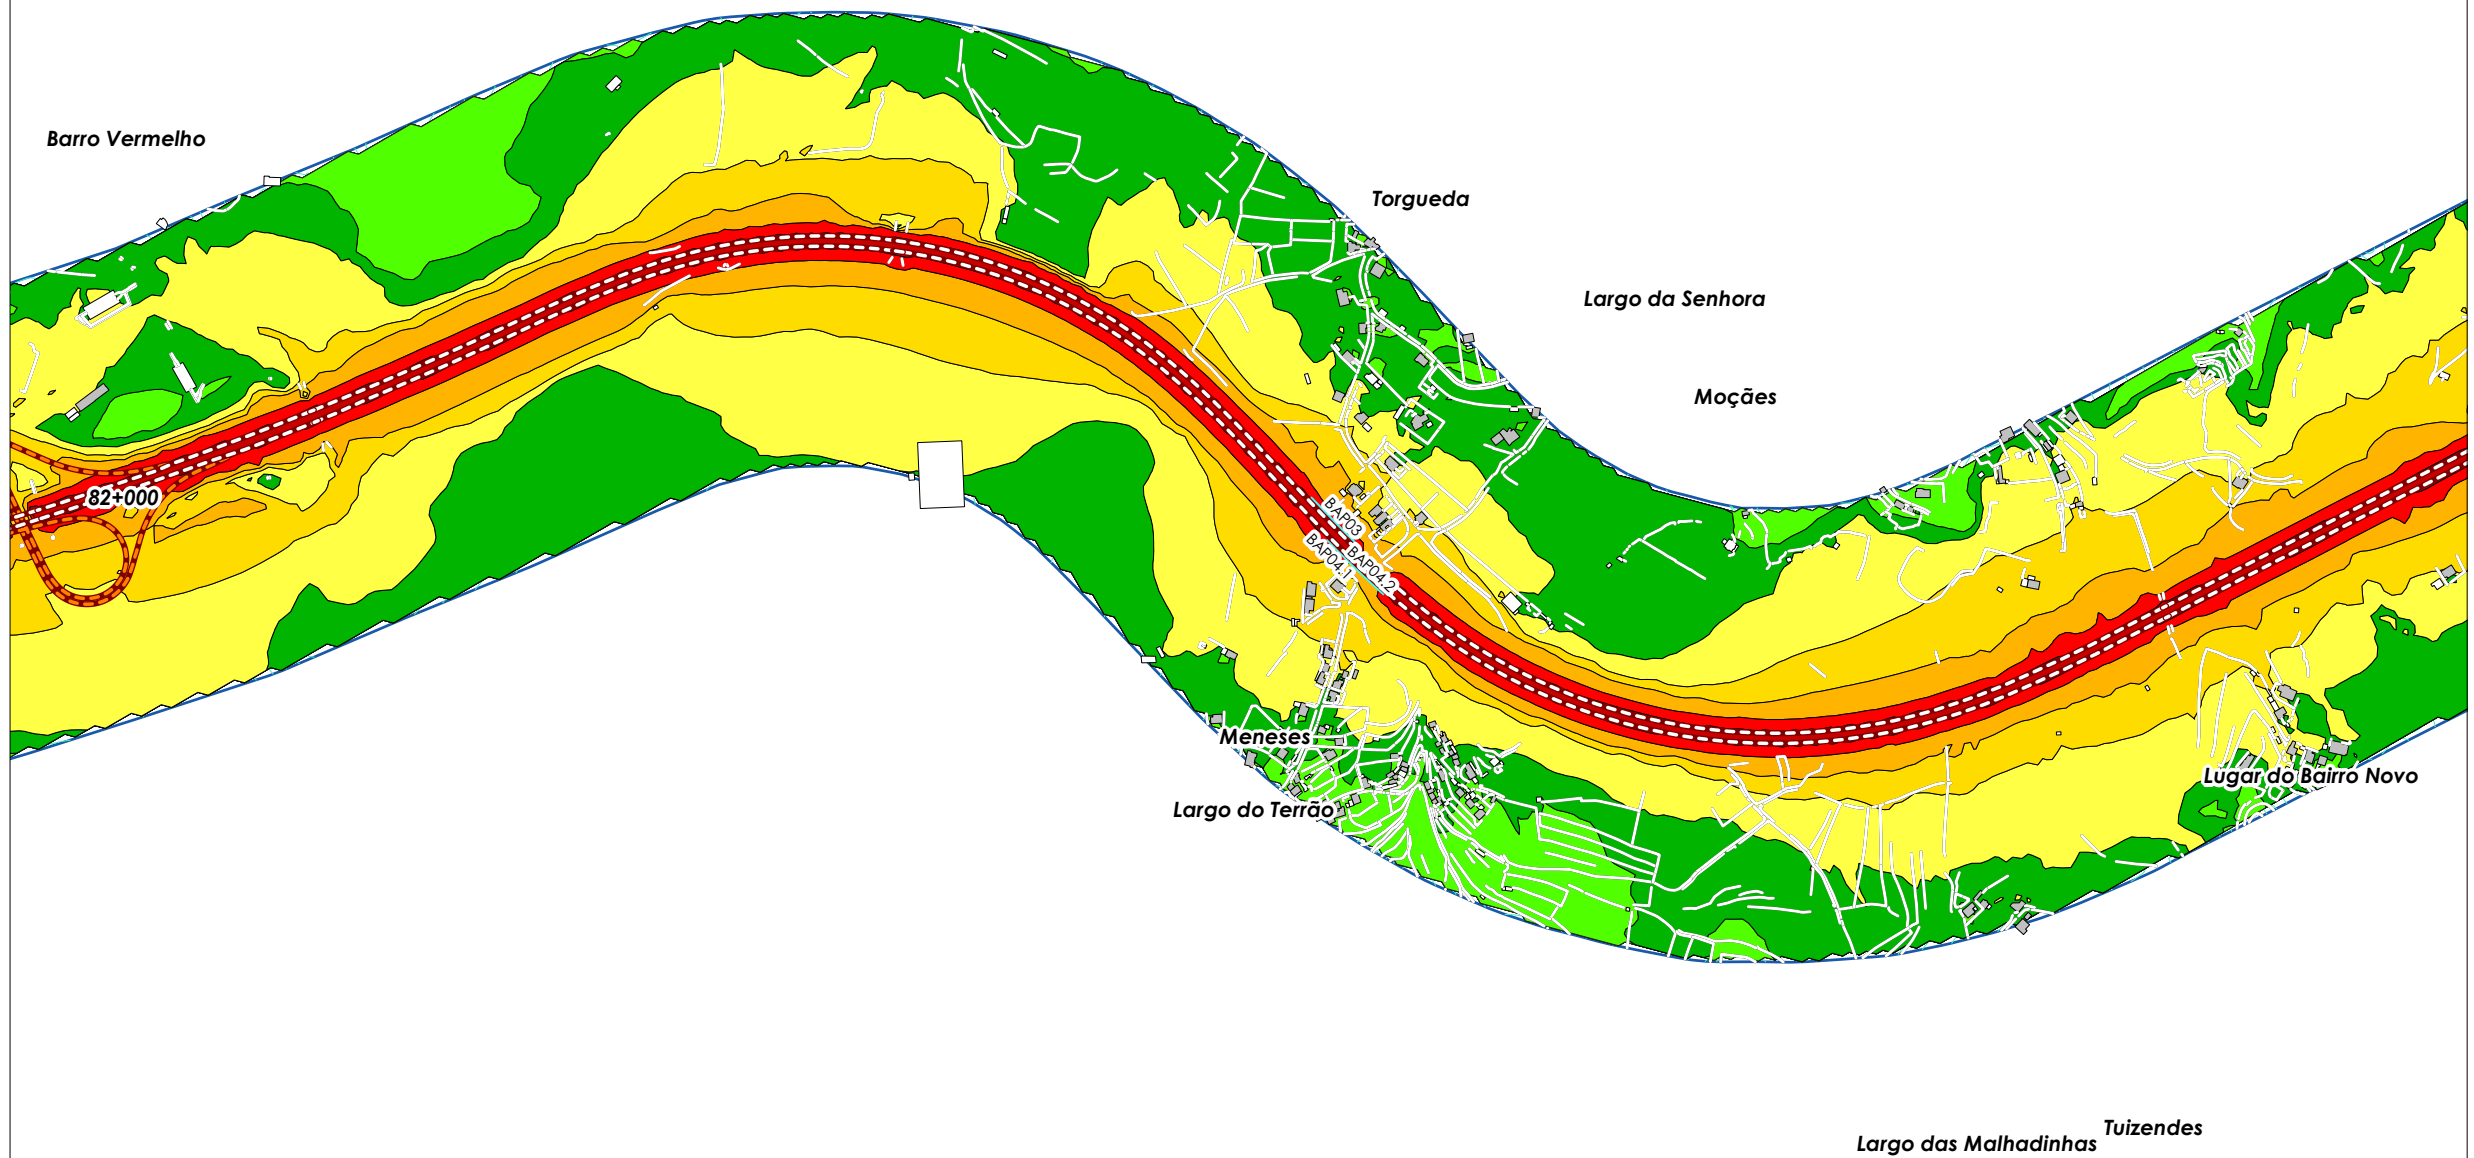 Barro Vermelho
Torgueda
Largo da Senhora
Moçães
82+000
BAP03
BAP04.1
BAP04.2
Meneses
Largo do Terrão
Lugar do Bairro Novo
Tuizendes
Largo das Malhadinhas